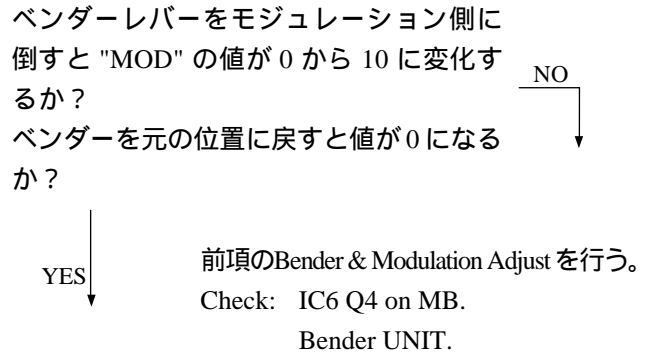 ベンダーレバーをモジュレーション側に
倒すと "MOD" の値が 0 から 10 に変化す
るか？
ベンダーを元の位置に戻すと値が 0 になる
か？
NO
YES
前項のBender & Modulation Adjust を行う。
Check: IC6 Q4 on MB.
Bender UNIT.